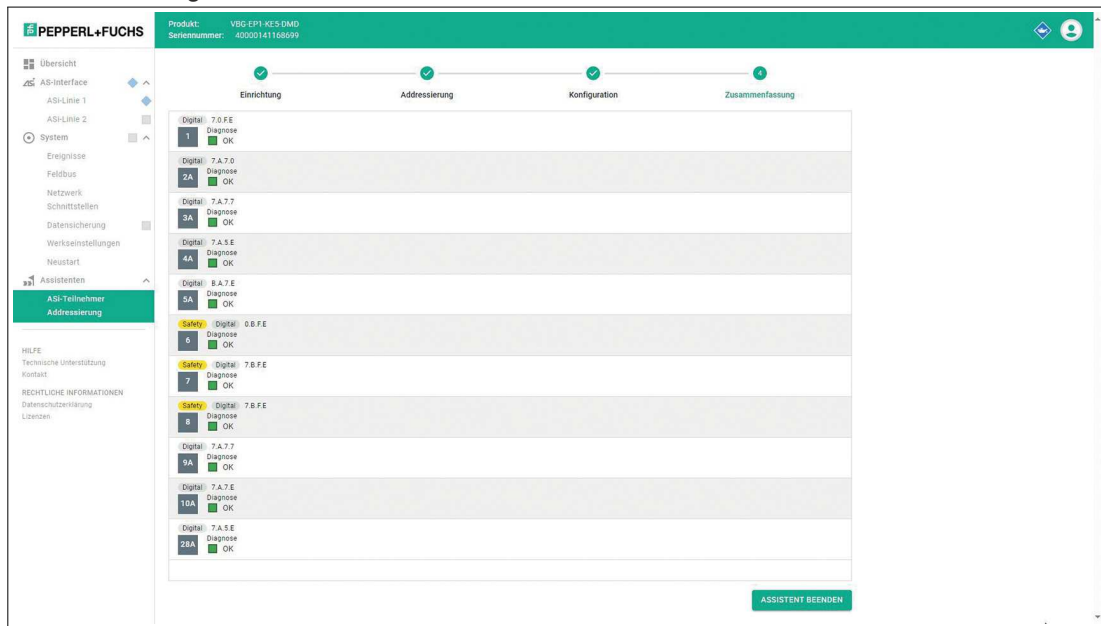 PEPPERL+FUCHS
Produkt: VBG-EP1-KE5-DMD
Seriennummer: 40000141168699
Übersicht
AS-Interface
ASi-Linie 1
ASi-Linie 2
System
Ereignisse
Feldbus
Netzwerk
Schnittstellen
Datensicherung
Werkseinstellungen
Neustart
Assistenten
ASi-Teilnehmer
Addressierung
HILFE
Technische Unterstützung
Kontakt
RECHTLICHE INFORMATIONEN
Datenschutzerklärung
Lizenzen
4
Einrichtung Addressierung Konfiguration Zusammenfassung
Digital 7.0.F.E
Diagnose
1 OK
Digital 7.A.7.0
Diagnose
2A OK
Digital 7.A.7.7
Diagnose
3A OK
Digital 7.A.5.E
Diagnose
4A OK
Digital B.A.7.E
Diagnose
5A OK
Safety Digital 0.B.F.E
Diagnose
6 OK
Safety Digital 7.B.F.E
Diagnose
7 OK
Safety Digital 7.B.F.E
Diagnose
8 OK
Digital 7.A.7.7
Diagnose
9A OK
Digital 7.A.7.E
Diagnose
10A OK
Digital 7.A.5.E
Diagnose
28A OK
ASSISTENT BEENDEN